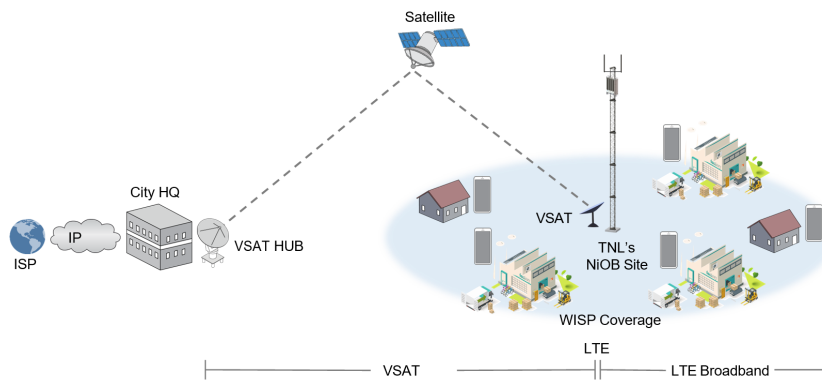 Satellite
City HQ
IP
ISP
VSAT HUB
VSAT
TNL's
NiOB Site
WISP Coverage
LTE
VSAT
LTE Broadband